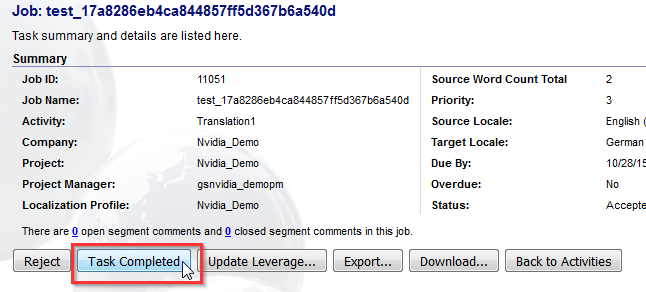 Job: test_17a8286eb4ca844857ff5d367b6a540d
Task summary and details are listed here.
Summary
Job ID: 11051 Source Word Count Total 2
Job Name: test_17a8286eb4ca844857ff5d367b6a540d Priority: 3
Activity: Translation1 Source Locale: English (
Company: Nvidia_Demo Target Locale: German
Project: Nvidia_Demo Due By: 10/28/15
Project Manager: gsnvidia_demopm Overdue: No
Localization Profile: Nvidia_Demo Status: Accepte
There are 0 open segment comments and 0 closed segment comments in this job.
Reject Task Completed Update Leverage... Export... Download... Back to Activities